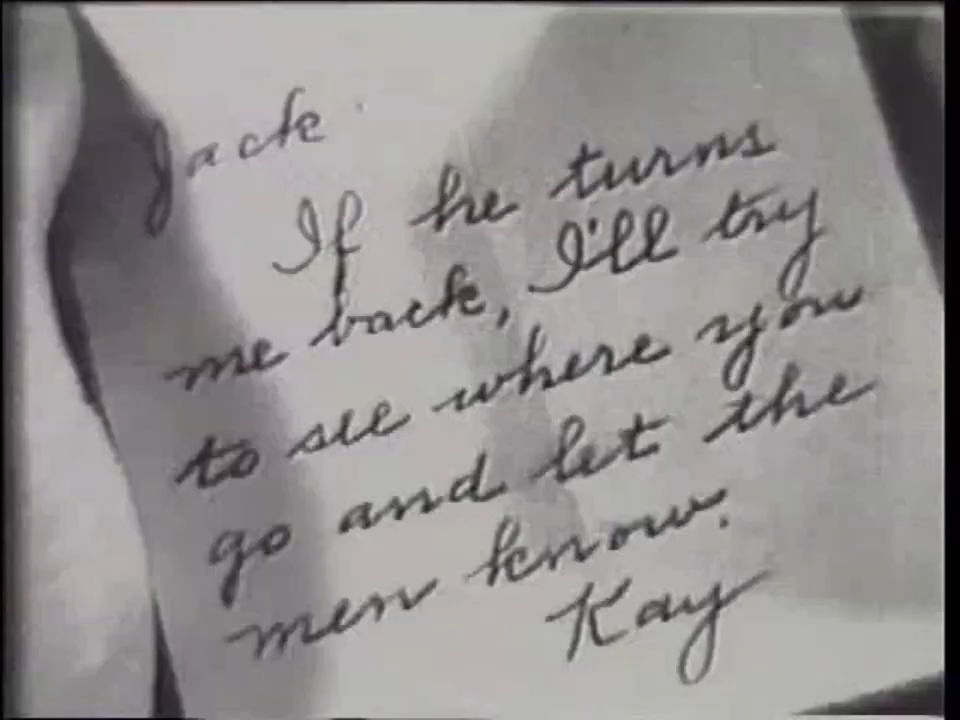 Jack.
If he turns
me back, I'll try
to see where you
go and let the
men know.
Kay